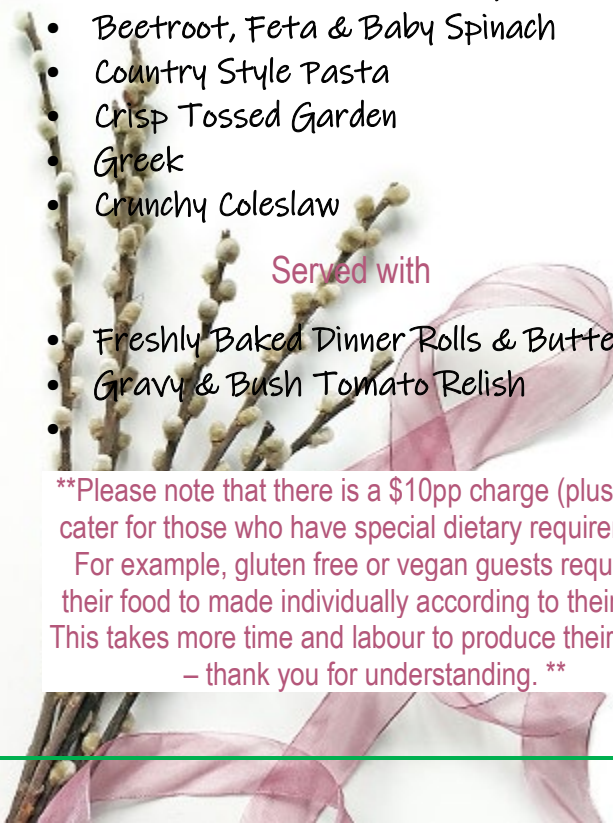 • Beetroot, Feta & Baby Spinach
• Country Style Pasta
• Crisp Tossed Garden
• Greek
• Crunchy Coleslaw
Served with
• Freshly Baked Dinner Rolls & Butte
• Gravy & Bush Tomato Relish
•
**Please note that there is a $10pp charge (plus
cater for those who have special dietary require
For example, gluten free or vegan guests requ
their food to made individually according to their
This takes more time and labour to produce their
– thank you for understanding. **